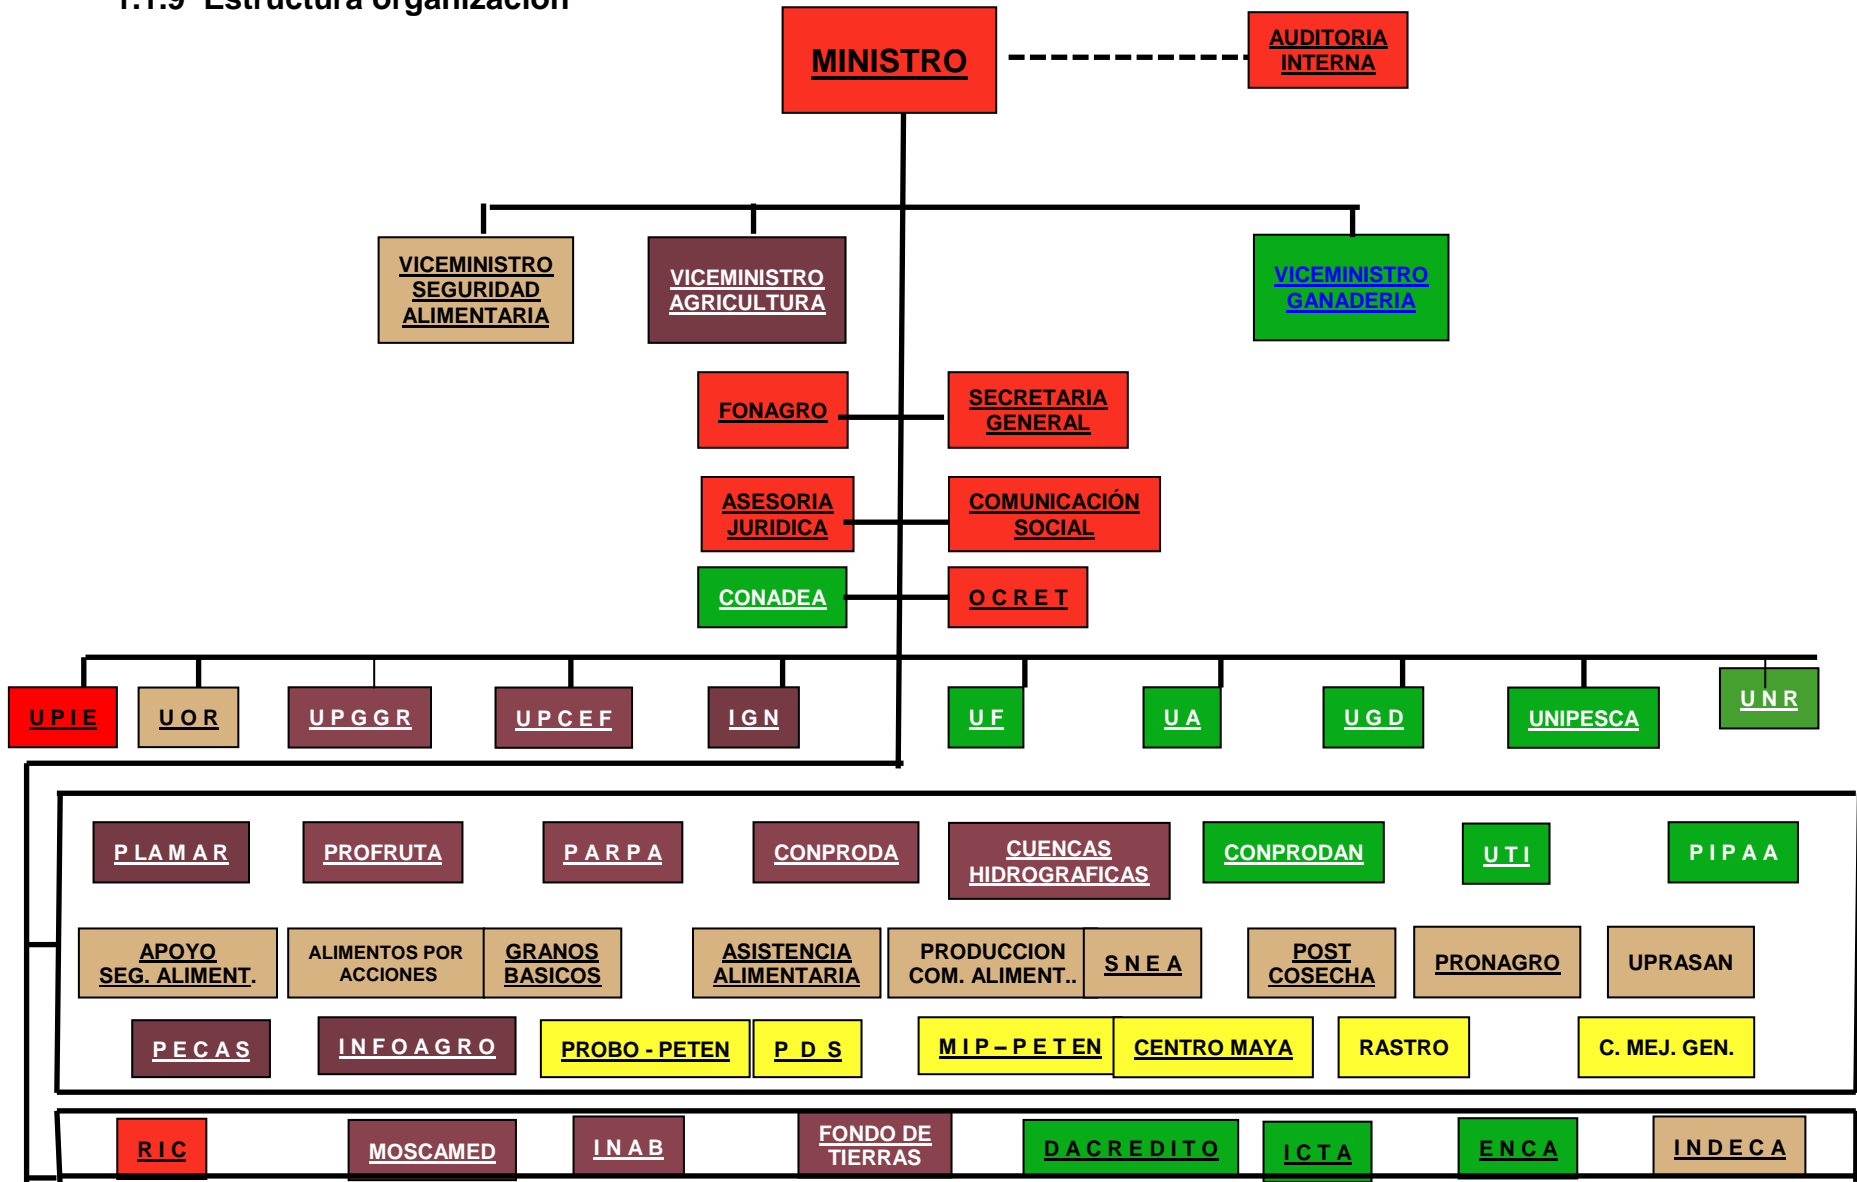 1.1.9 Estructura organización
MINISTRO
AUDITORIA
INTERNA
VICEMINISTRO
SEGURIDAD
ALIMENTARIA
VICEMINISTRO
AGRICULTURA
VICEMINISTRO
GANADERIA
FONAGRO
SECRETARIA
GENERAL
ASESORIA
JURIDICA
COMUNICACIÓN
SOCIAL
CONADEA
O C R E T
U P I E
U O R
U P G G R
U P C E F
I G N
U F
U A
U G D
UNIPESCA
U N R
P L A M A R
PROFRUTA
P A R P A
CONPRODA
CUENCAS
HIDROGRAFICAS
CONPRODAN
U T I
P I P A A
APOYO
SEG. ALIMENT.
ALIMENTOS POR
ACCIONES
GRANOS
BASICOS
ASISTENCIA
ALIMENTARIA
PRODUCCION
COM. ALIMENT..
S N E A
POST
COSECHA
PRONAGRO
UPRASAN
P E C A S
I N F O A G R O
PROBO - PETEN
P D S
M I P – P E T E N
CENTRO MAYA
RASTRO
C. MEJ. GEN.
R I C
MOSCAMED
I N A B
FONDO DE
TIERRAS
D A C R E D I T O
I C T A
E N C A
I N D E C A